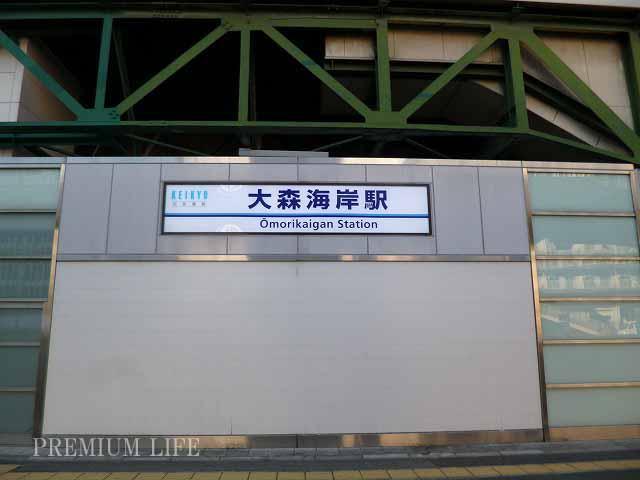 KEIKYU
大森海岸駅
Ōmorikaigan Station
PREMIUM LIFE